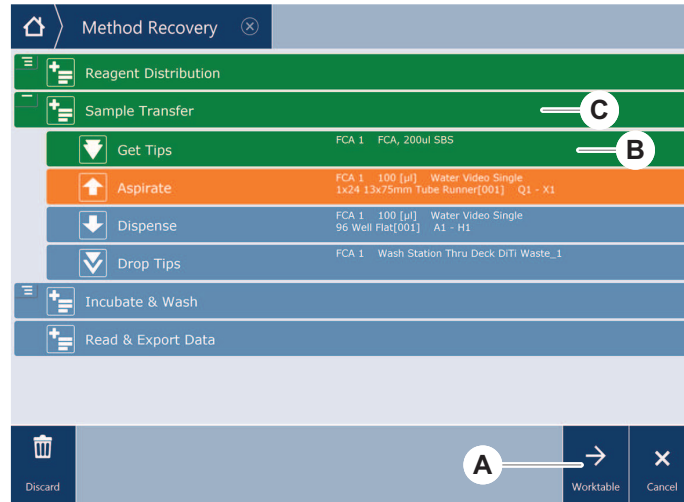 Method Recovery
Reagent Distribution
Sample Transfer
C
Get Tips
FCA 1 FCA, 200ul SBS
B
Aspirate
FCA 1 100 [µl] Water Video Single
1x24 13x75mm Tube Runner[001] Q1 - X1
Dispense
FCA 1 100 [µl] Water Video Single
96 Well Flat[001] A1 - H1
Drop Tips
FCA 1 Wash Station Thru Deck DiTi Waste_1
Incubate & Wash
Read & Export Data
A
Discard
Worktable
Cancel